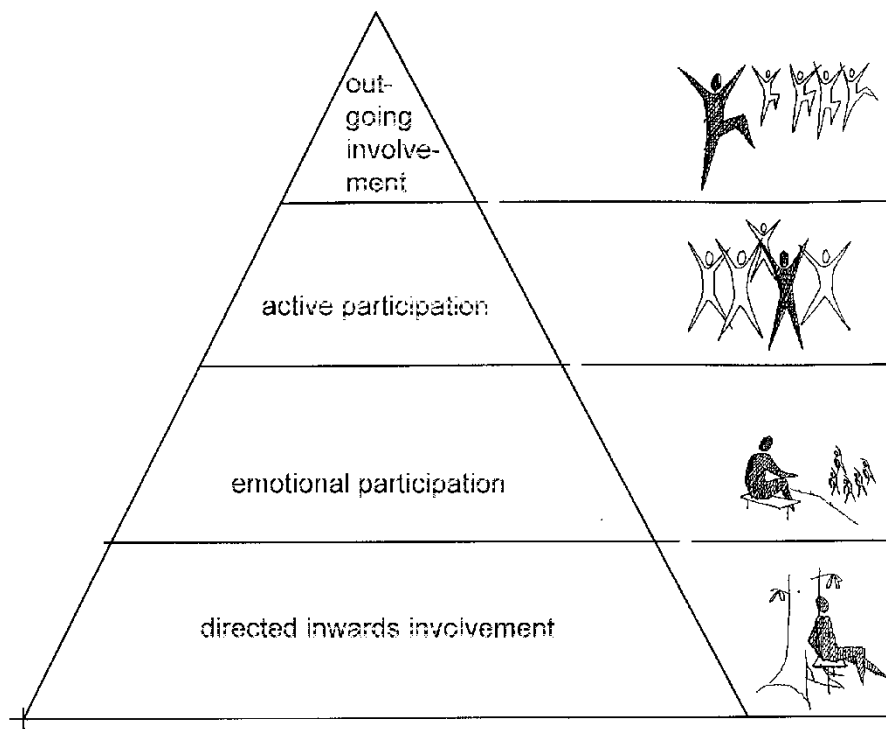 out-
going
involve-
ment
active participation
emotional participation
directed inwards involvement